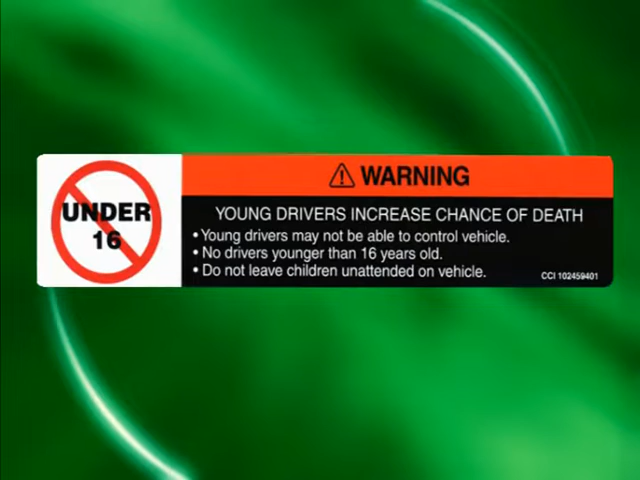 UNDER
16
WARNING
YOUNG DRIVERS INCREASE CHANCE OF DEATH
• Young drivers may not be able to control vehicle.
• No drivers younger than 16 years old.
• Do not leave children unattended on vehicle.
CCI 102459401